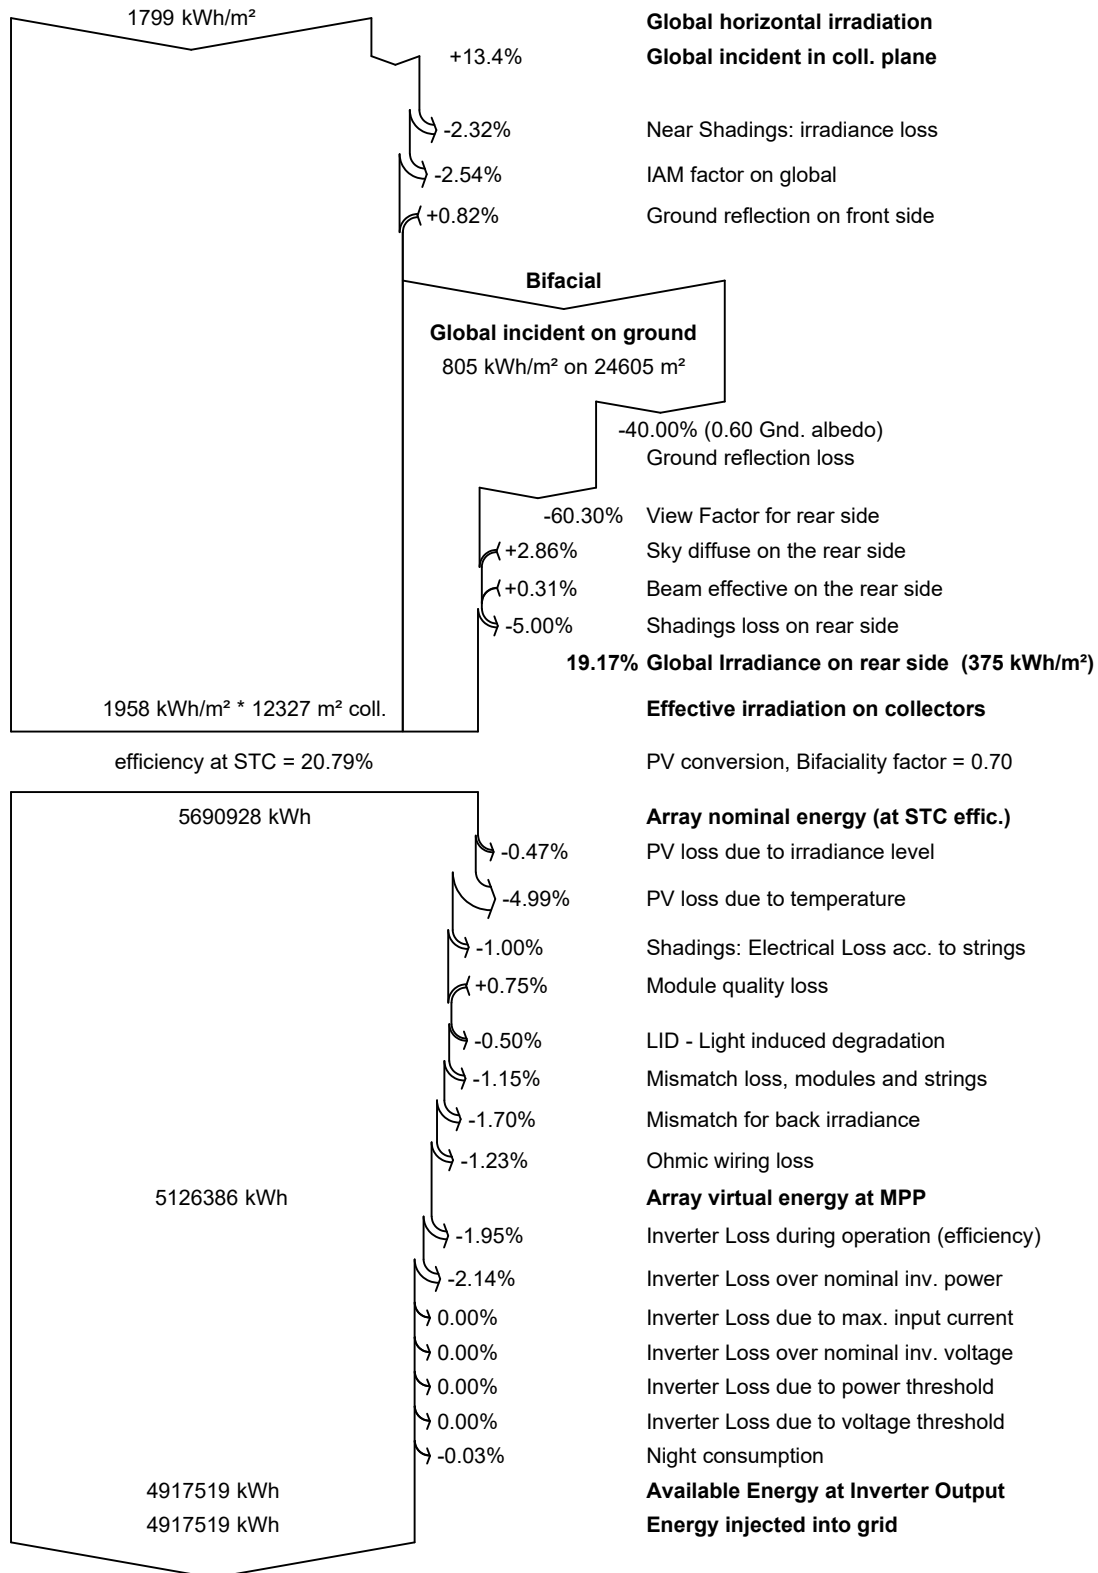 1799 kWh/m² Global horizontal irradiation
+13.4% Global incident in coll. plane
-2.32% Near Shadings: irradiance loss
-2.54% IAM factor on global
+0.82% Ground reflection on front side
Bifacial
Global incident on ground
805 kWh/m² on 24605 m²
-40.00% (0.60 Gnd. albedo)
Ground reflection loss
-60.30% View Factor for rear side
+2.86% Sky diffuse on the rear side
+0.31% Beam effective on the rear side
-5.00% Shadings loss on rear side
19.17% Global Irradiance on rear side (375 kWh/m²)
1958 kWh/m² * 12327 m² coll. Effective irradiation on collectors
efficiency at STC = 20.79% PV conversion, Bifaciality factor = 0.70
5690928 kWh Array nominal energy (at STC effic.)
-0.47% PV loss due to irradiance level
-4.99% PV loss due to temperature
-1.00% Shadings: Electrical Loss acc. to strings
+0.75% Module quality loss
-0.50% LID - Light induced degradation
-1.15% Mismatch loss, modules and strings
-1.70% Mismatch for back irradiance
-1.23% Ohmic wiring loss
5126386 kWh Array virtual energy at MPP
-1.95% Inverter Loss during operation (efficiency)
-2.14% Inverter Loss over nominal inv. power
0.00% Inverter Loss due to max. input current
0.00% Inverter Loss over nominal inv. voltage
0.00% Inverter Loss due to power threshold
0.00% Inverter Loss due to voltage threshold
-0.03% Night consumption
4917519 kWh Available Energy at Inverter Output
4917519 kWh Energy injected into grid